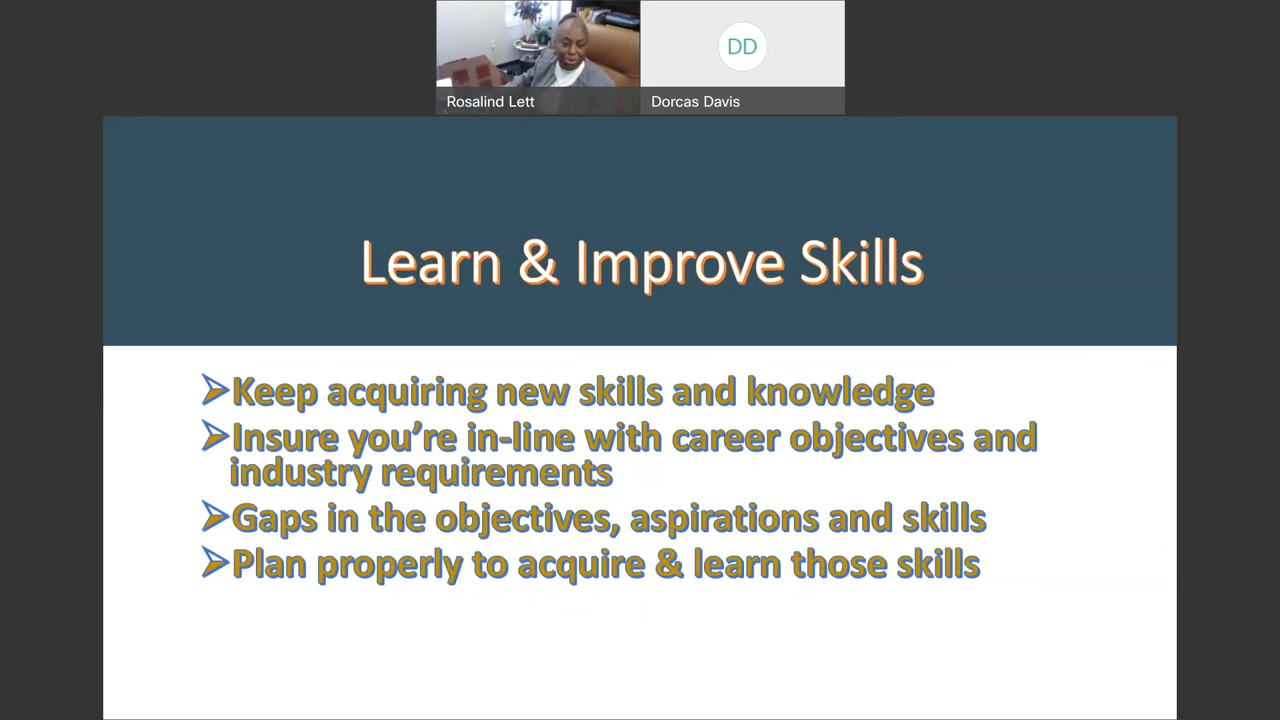 DD
Rosalind Lett
Dorcas Davis
Learn & Improve Skills
➢Keep acquiring new skills and knowledge
➢Insure you’re in-line with career objectives and
industry requirements
➢Gaps in the objectives, aspirations and skills
➢Plan properly to acquire & learn those skills